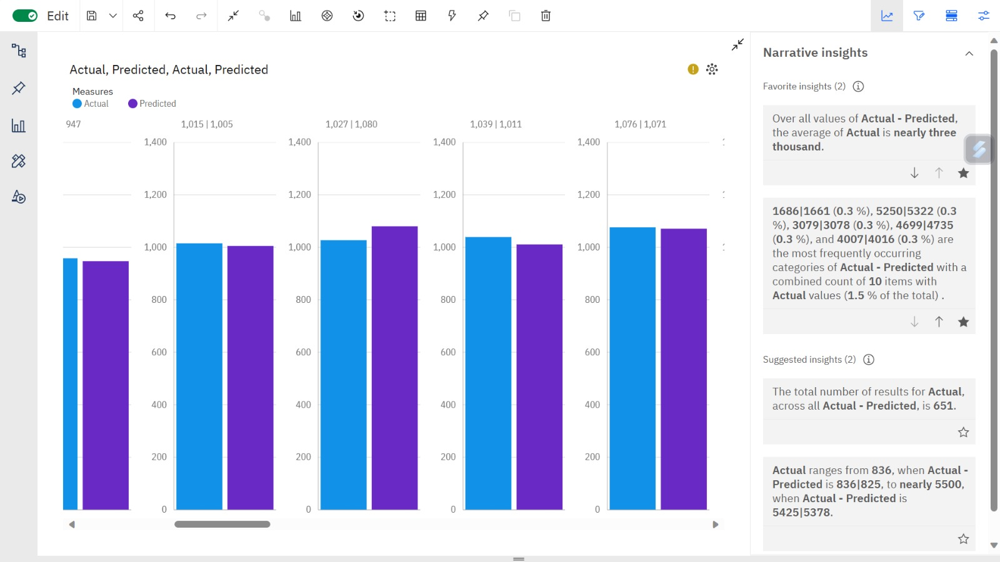 Edit
Actual, Predicted, Actual, Predicted
Measures
Actual Predicted
947 1,015 | 1,005 1,027 | 1,080 1,039 | 1,011 1,076 | 1,071
1,400 1,400 1,400 1,400
1,200 1,200 1,200 1,200
1,000 1,000 1,000 1,000
800 800 800 800
600 600 600 600
400 400 400 400
200 200 200 200
0 0 0 0
Narrative insights
Favorite insights (2)
Over all values of Actual - Predicted,
the average of Actual is nearly three
thousand.
1686|1661 (0.3 %), 5250|5322 (0.3
%), 3079|3078 (0.3 %), 4699|4735
(0.3 %), and 4007|4016 (0.3 %) are
the most frequently occurring
categories of Actual - Predicted with a
combined count of 10 items with
Actual values (1.5 % of the total) .
Suggested insights (2)
The total number of results for Actual,
across all Actual - Predicted, is 651.
Actual ranges from 836, when Actual -
Predicted is 836|825, to nearly 5500,
when Actual - Predicted is
5425|5378.